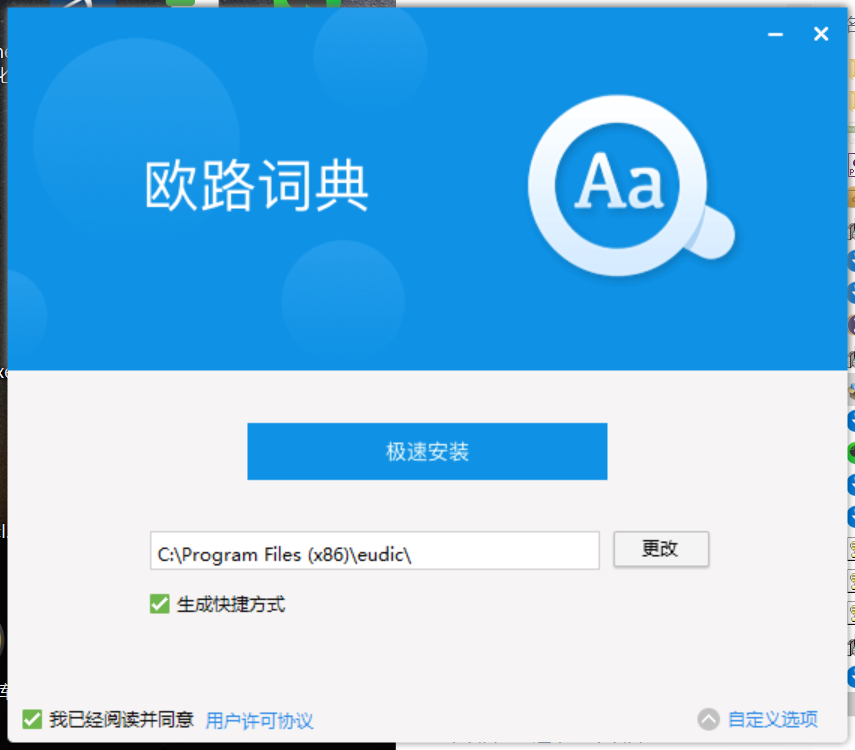 欧路词典
Aa
极速安装
C:\Program Files (x86)\eudic\
更改
生成快捷方式
我已经阅读并同意 用户许可协议
自定义选项